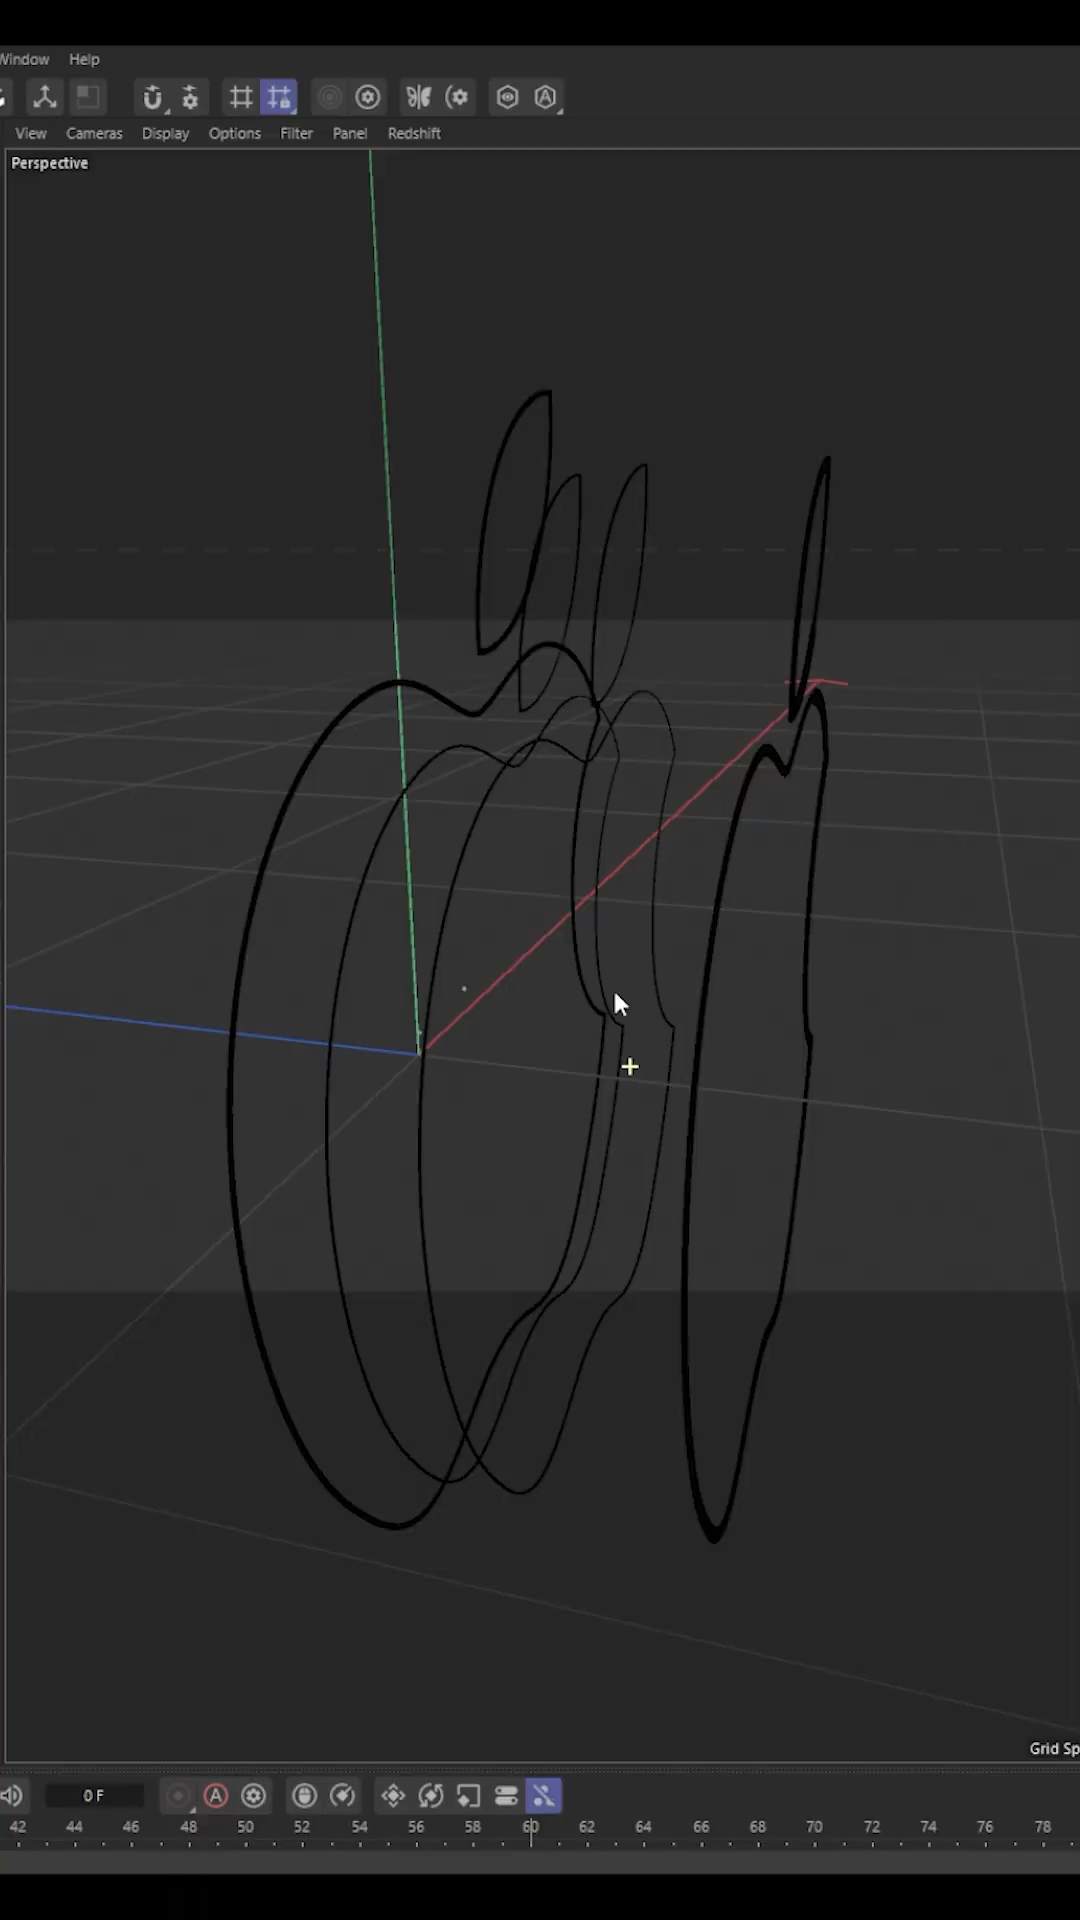 Window Help
View Cameras Display Options Filter Panel Redshift
Perspective
Grid Sp
0 F
A
42 44 46 48 50 52 54 56 58 60 62 64 66 68 70 72 74 76 78